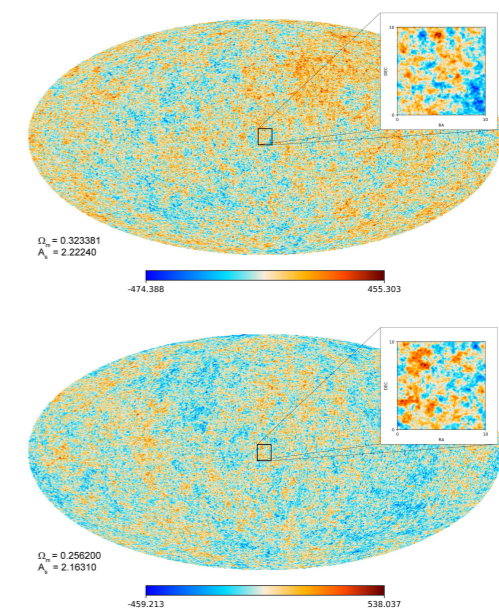 10
DEC
0
0
10
RA
Ωm = 0.323381
As = 2.22240
-474.388
455.303
10
DEC
0
0
10
RA
Ωm = 0.256200
As = 2.16310
-459.213
538.037